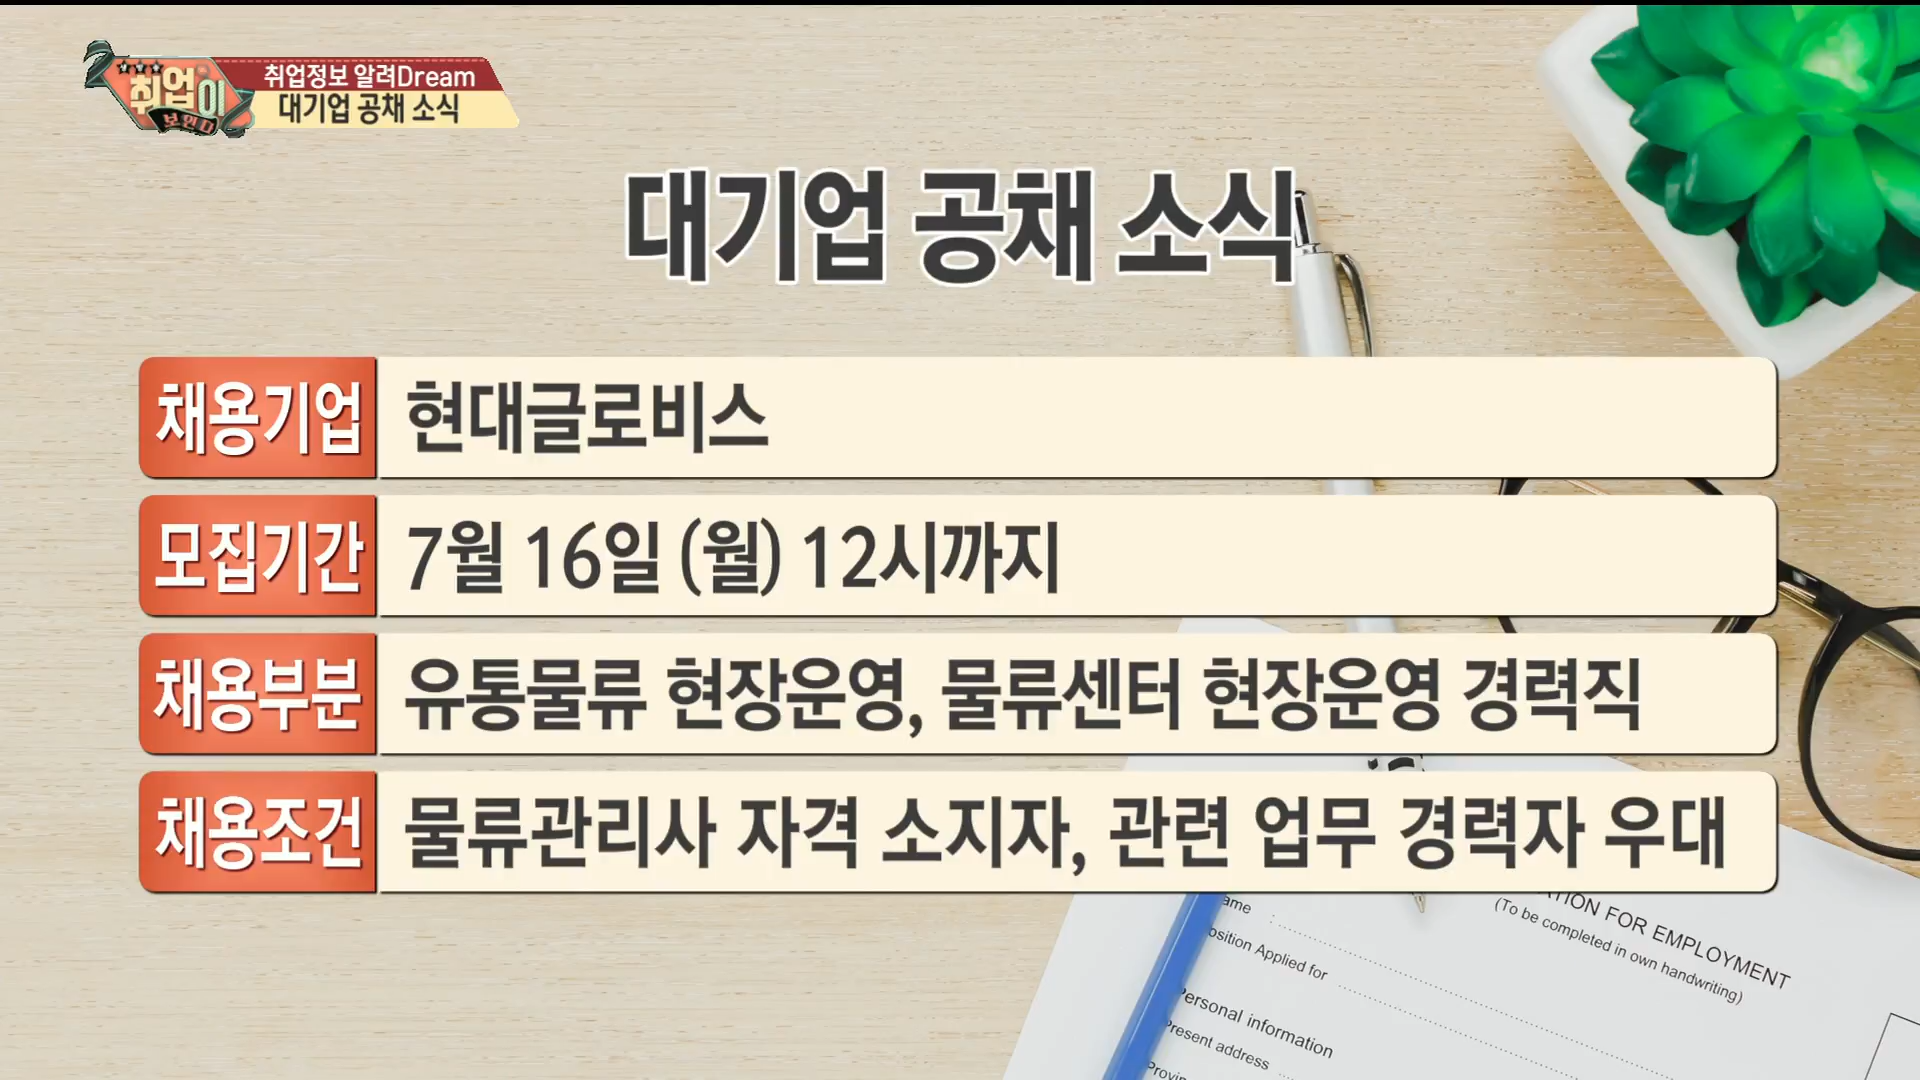 취업이
보인다
취업정보 알려Dream
대기업 공채 소식
대기업 공채 소식
채용기업 현대글로비스
모집기간 7월 16일 (월) 12시까지
채용부분 유통물류 현장운영, 물류센터 현장운영 경력직
채용조건 물류관리사 자격 소지자, 관련 업무 경력자 우대
FOR EMPLOYMENT
(To be completed in own handwriting)
Applied for
Personal information
Present address